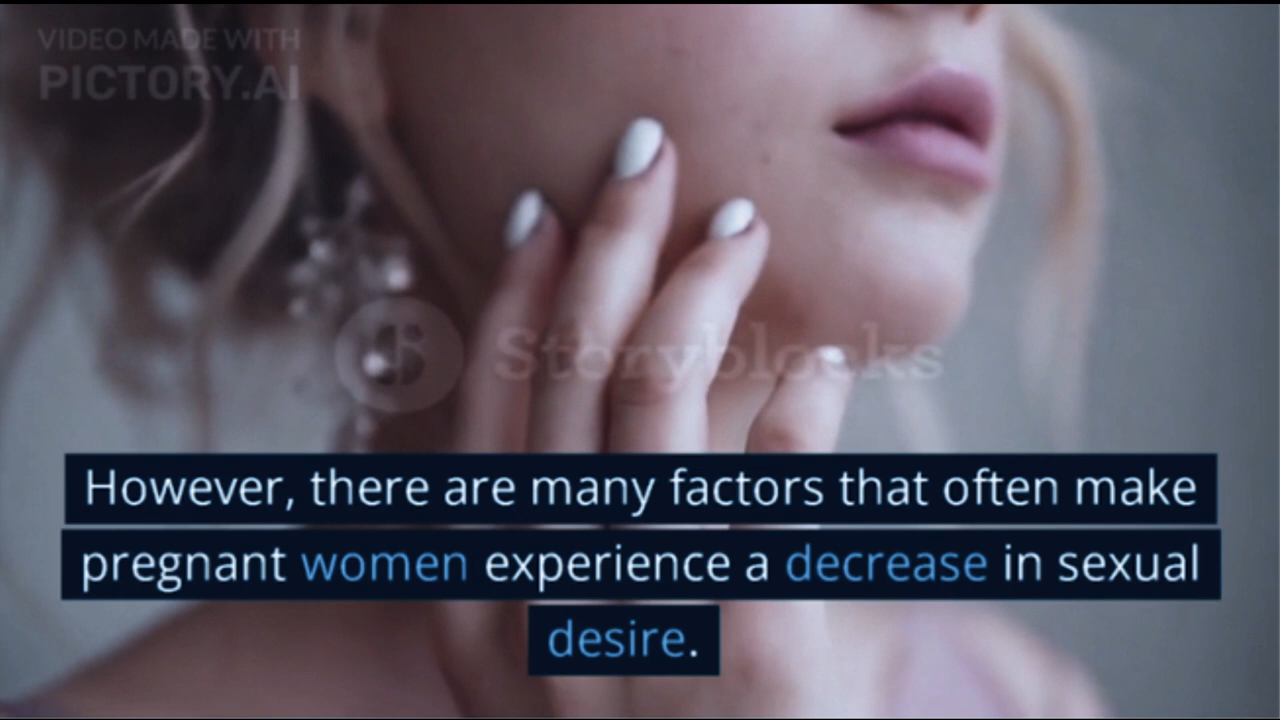 VIDEO MADE WITH
PICTORY.AI
Storyblocks
However, there are many factors that often make
pregnant women experience a decrease in sexual
desire.